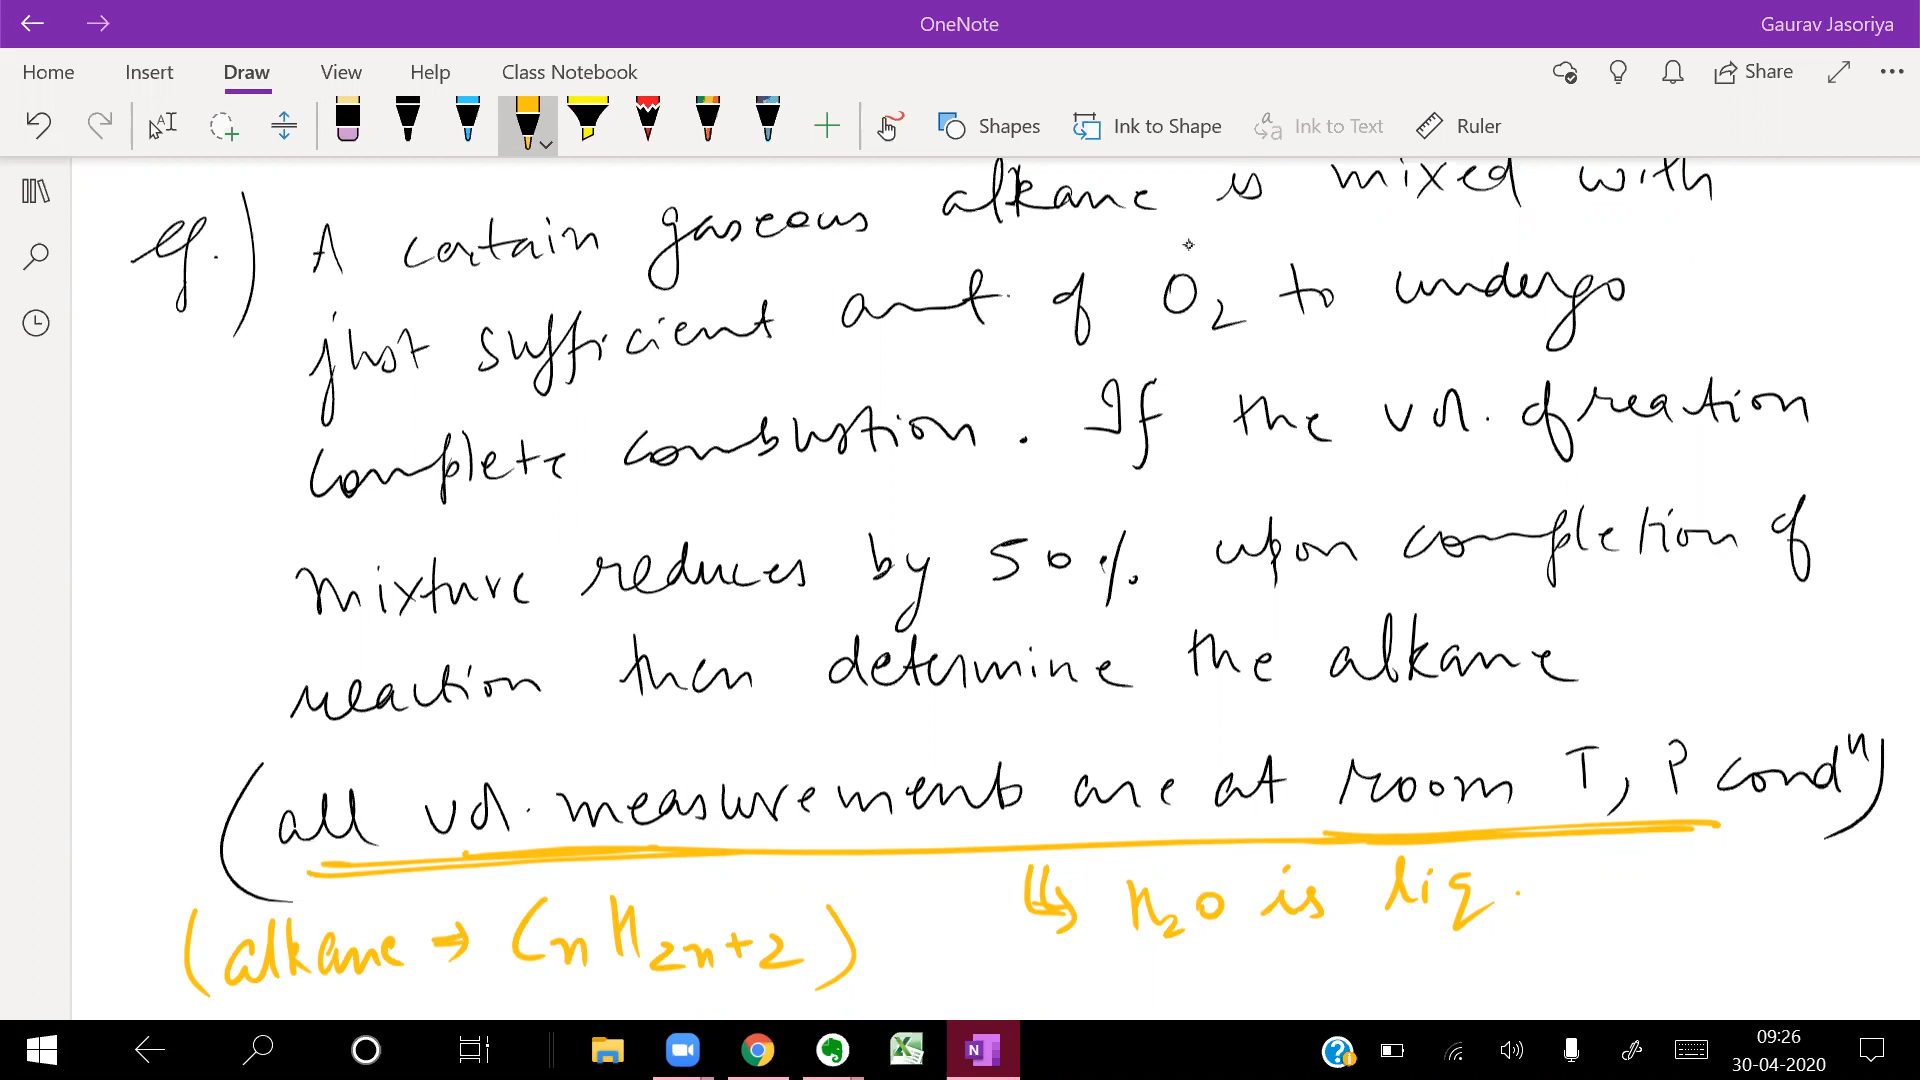 OneNote
Gaurav Jasoriya
Home Insert Draw View Help Class Notebook Share
Shapes Ink to Shape Ink to Text Ruler
eg.) A certain gaseous alkane is mixed with
just sufficient amt. of O2 to undergo
complete combustion. If the vol. of reaction
mixture reduces by 50%. upon completion of
reaction then determine the alkane
(all vol. measurements are at room T, P condⁿ)
H2O is liq.
(alkane → CnH2n+2)
09:26
30-04-2020